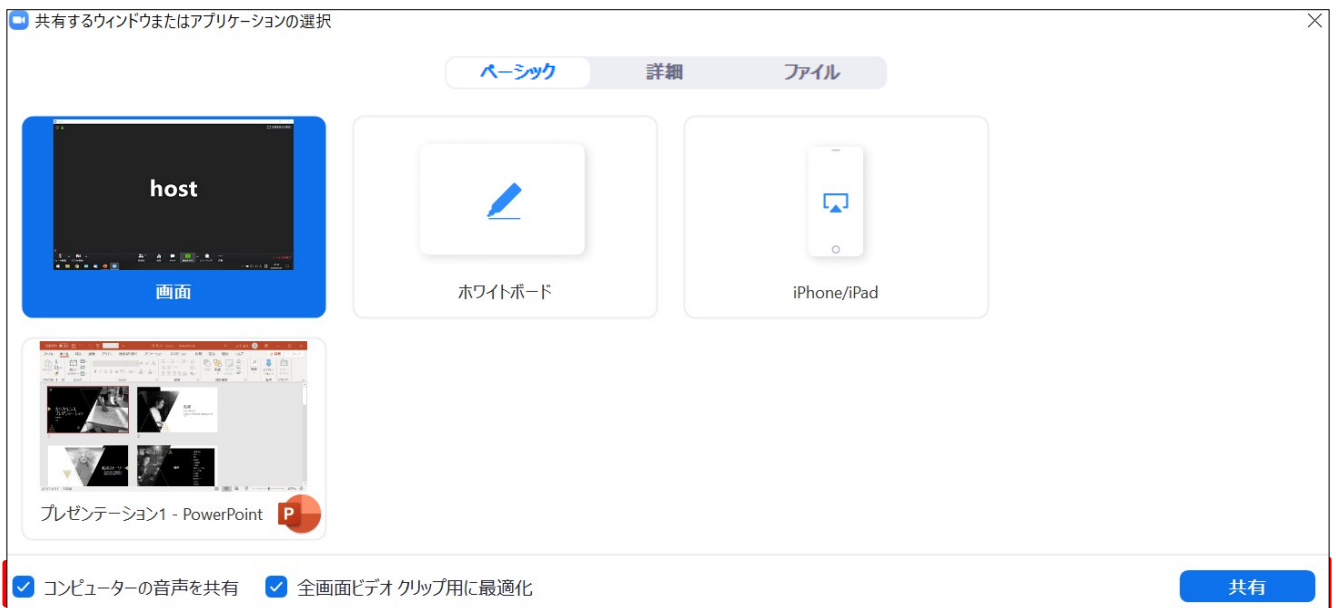 共有するウィンドウまたはアプリケーションの選択
ベーシック 詳細 ファイル
host
画面
ホワイトボード
iPhone/iPad
プレゼンテーション1 - PowerPoint
P
コンピューターの音声を共有
全画面ビデオ クリップ用に最適化
共有